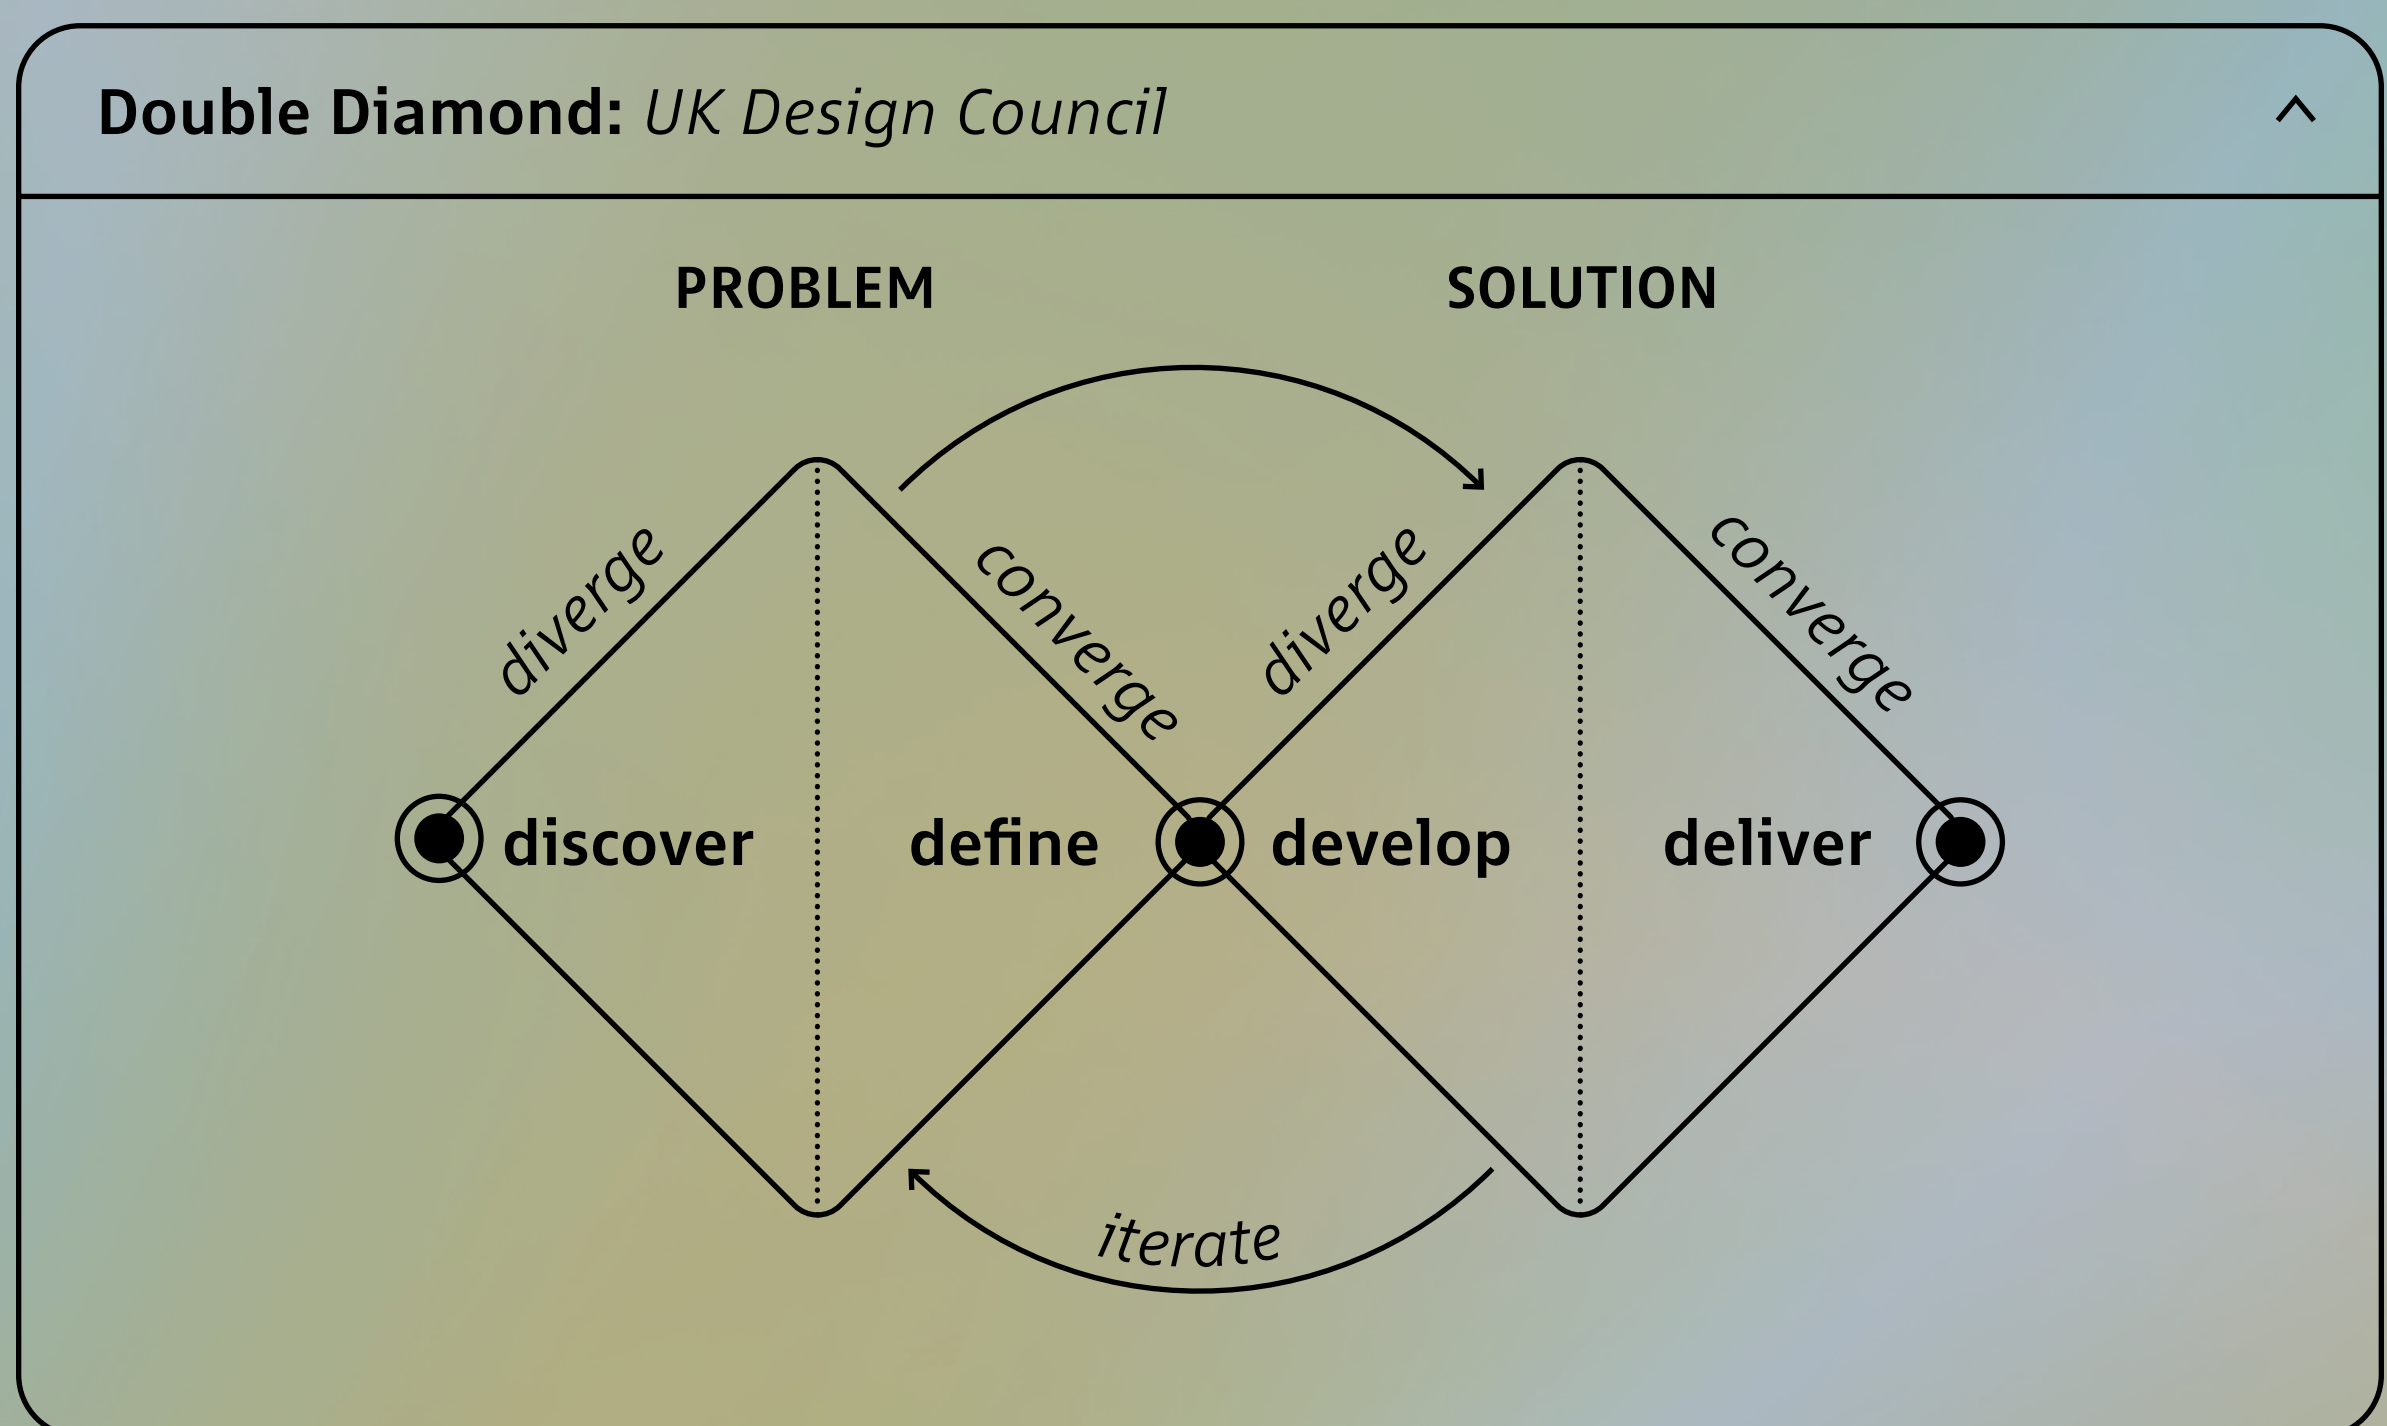 Double Diamond: UK Design Council
PROBLEM
SOLUTION
diverge
converge
diverge
converge
discover
define
develop
deliver
iterate